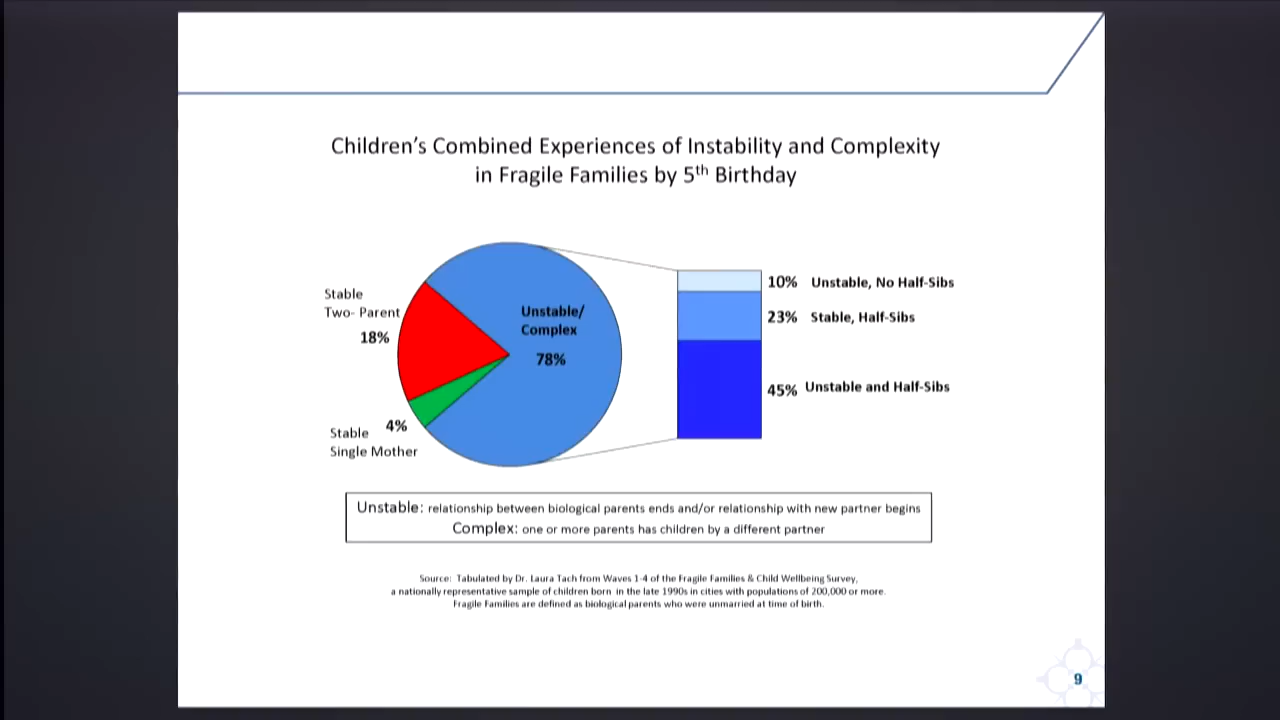 Children's Combined Experiences of Instability and Complexity
in Fragile Families by 5th Birthday
Stable
Two- Parent
18%
Unstable/
Complex
78%
4%
Stable
Single Mother
10% Unstable, No Half-Sibs
23% Stable, Half-Sibs
45% Unstable and Half-Sibs
Unstable: relationship between biological parents ends and/or relationship with new partner begins
Complex: one or more parents has children by a different partner
Source: Tabulated by Dr. Laura Tach from Waves 1-4 of the Fragile Families & Child Wellbeing Survey,
a nationally representative sample of children born in the late 1990s in cities with populations of 200,000 or more.
Fragile Families are defined as biological parents who were unmarried at time of birth.
9